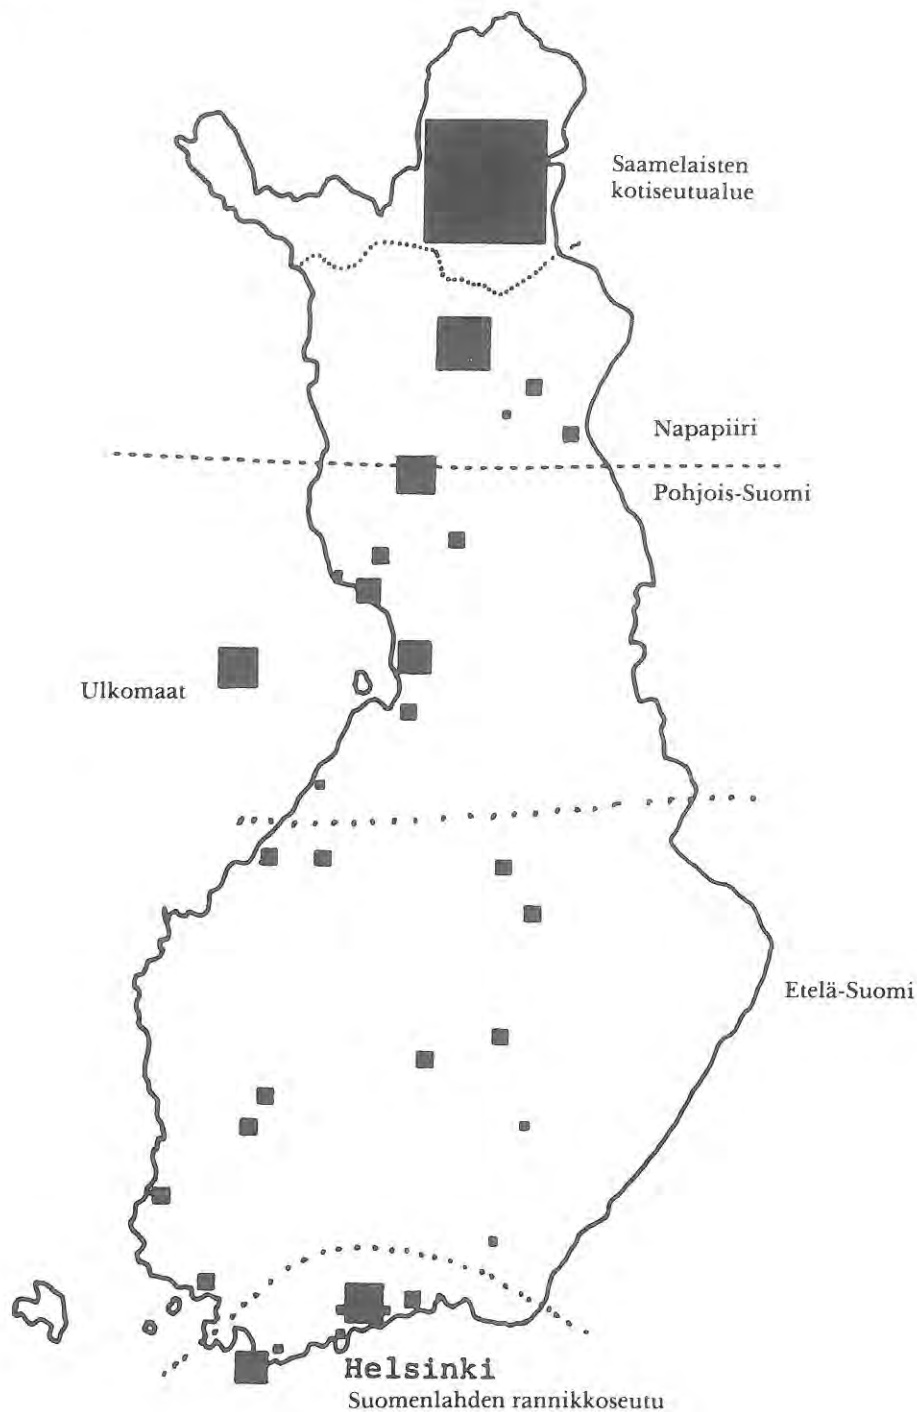 Saamelaisten
kotiseutualue
Napapiiri
Pohjois-Suomi
Ulkomaat
Etelä-Suomi
Helsinki
Suomenlahden rannikkoseutu